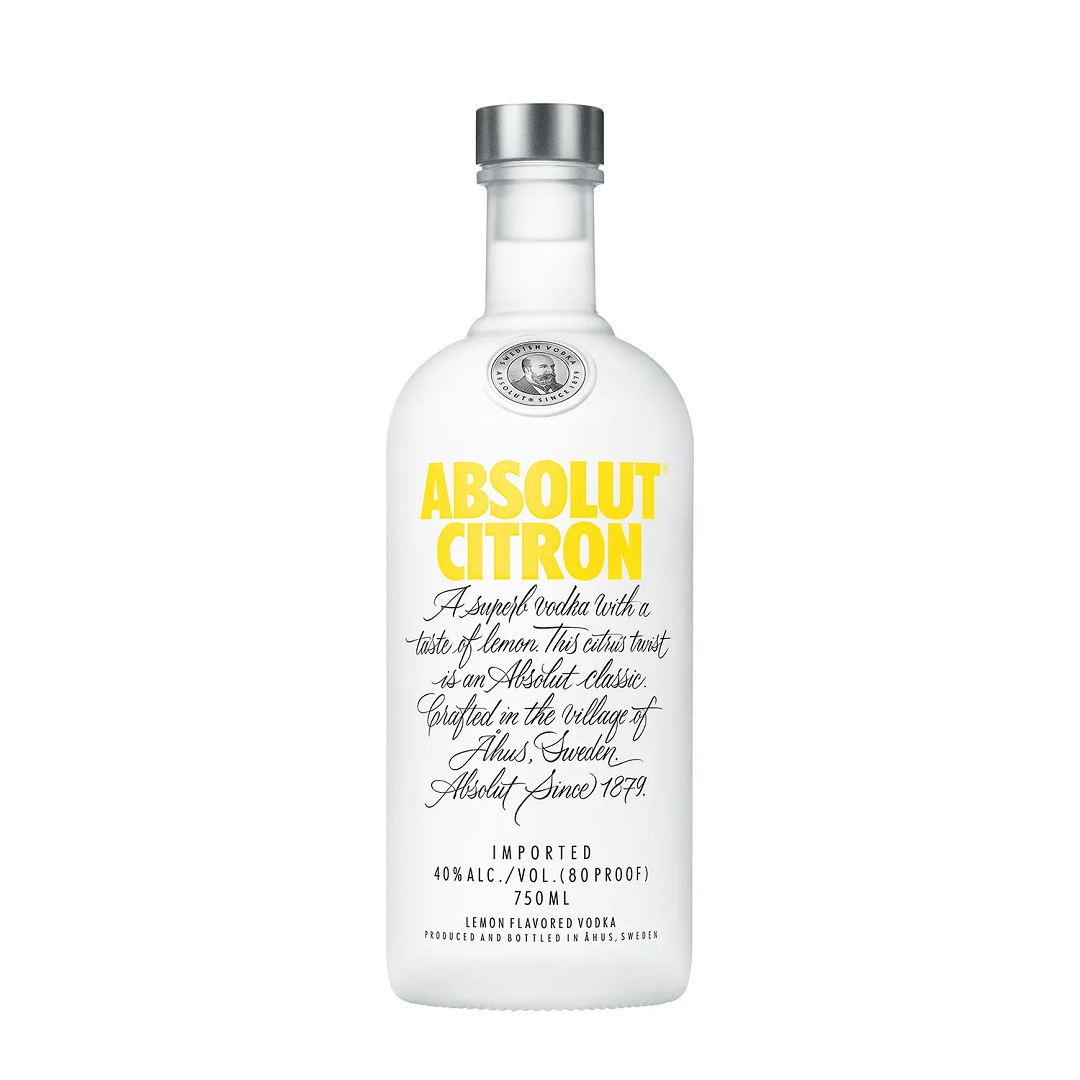 SWEDISH VODKA
ABSOLUT® SINCE 1879
ABSOLUT®
CITRON
A superb vodka with a
taste of lemon. This citrus twist
is an Absolut classic.
Crafted in the village of
Åhus, Sweden.
Absolut Since 1879.
IMPORTED
40% ALC./VOL. (80 PROOF)
750 ML
LEMON FLAVORED VODKA
PRODUCED AND BOTTLED IN ÅHUS, SWEDEN